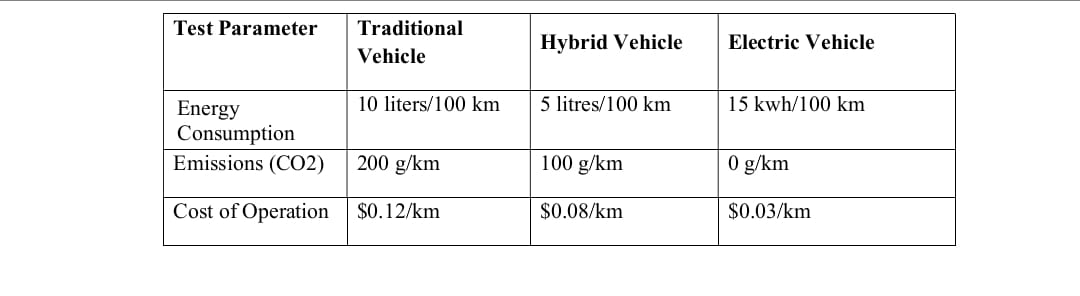 Test Parameter Traditional Vehicle Hybrid Vehicle Electric Vehicle
Energy Consumption 10 liters/100 km 5 litres/100 km 15 kwh/100 km
Emissions (CO2) 200 g/km 100 g/km 0 g/km
Cost of Operation $0.12/km $0.08/km $0.03/km